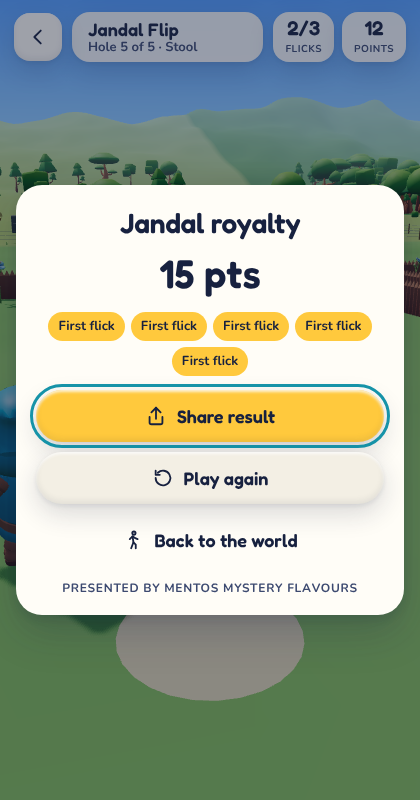 Jandal Flip
Hole 5 of 5 · Stool
2/3
FLICKS
12
POINTS
Jandal royalty
15 pts
First flick
First flick
First flick
First flick
First flick
Share result
Play again
Back to the world
PRESENTED BY MENTOS MYSTERY FLAVOURS